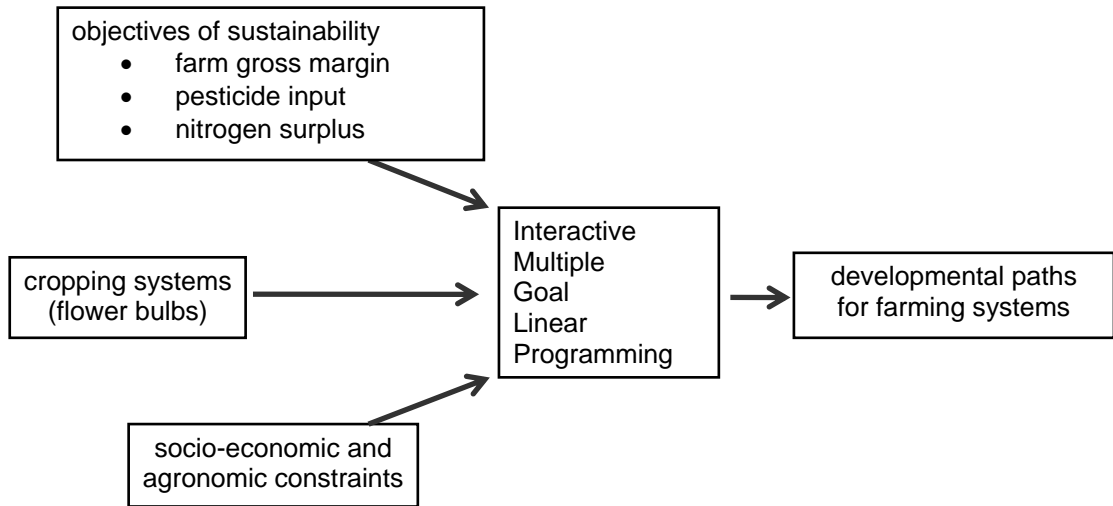 objectives of sustainability
• farm gross margin
• pesticide input
• nitrogen surplus
Interactive
Multiple
Goal
Linear
Programming
cropping systems
(flower bulbs)
developmental paths
for farming systems
socio-economic and
agronomic constraints